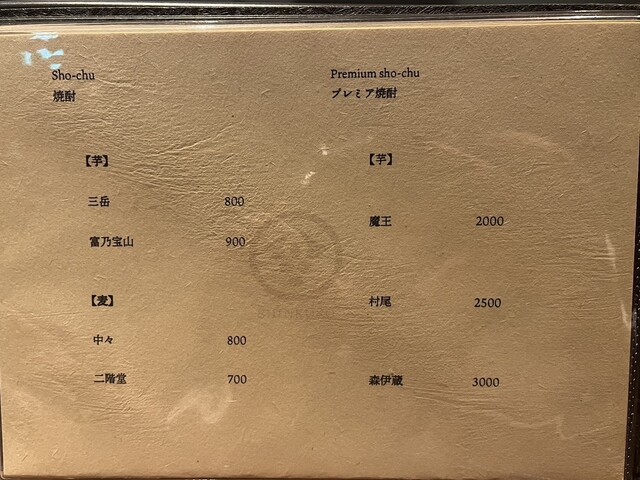 Sho-chu
焼酎
【芋】
三岳 800
富乃宝山 900
【麦】
中々 800
二階堂 700
Premium sho-chu
プレミア焼酎
【芋】
魔王 2000
村尾 2500
森伊蔵 3000